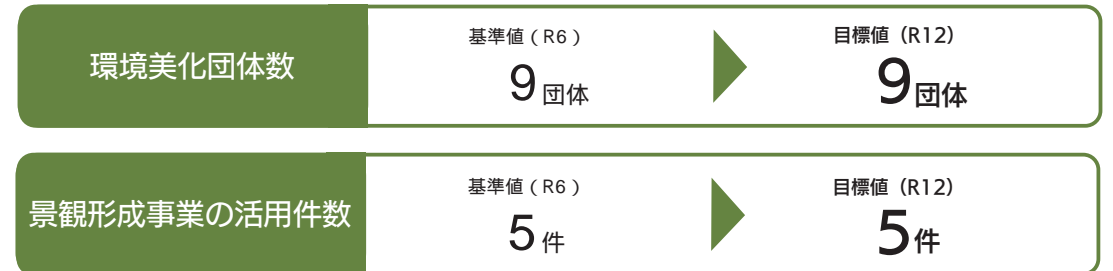 環境美化団体数
基準値（R6）
9団体
目標値（R12）
9団体
景観形成事業の活用件数
基準値（R6）
5件
目標値（R12）
5件